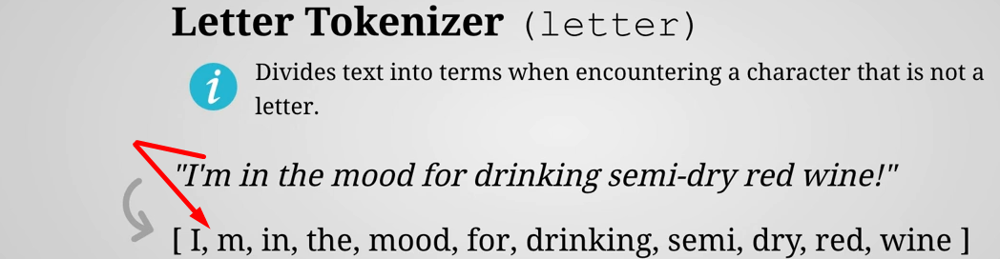 Letter Tokenizer (letter)
i
Divides text into terms when encountering a character that is not a
letter.
"I'm in the mood for drinking semi-dry red wine!"
[ I, m, in, the, mood, for, drinking, semi, dry, red, wine ]